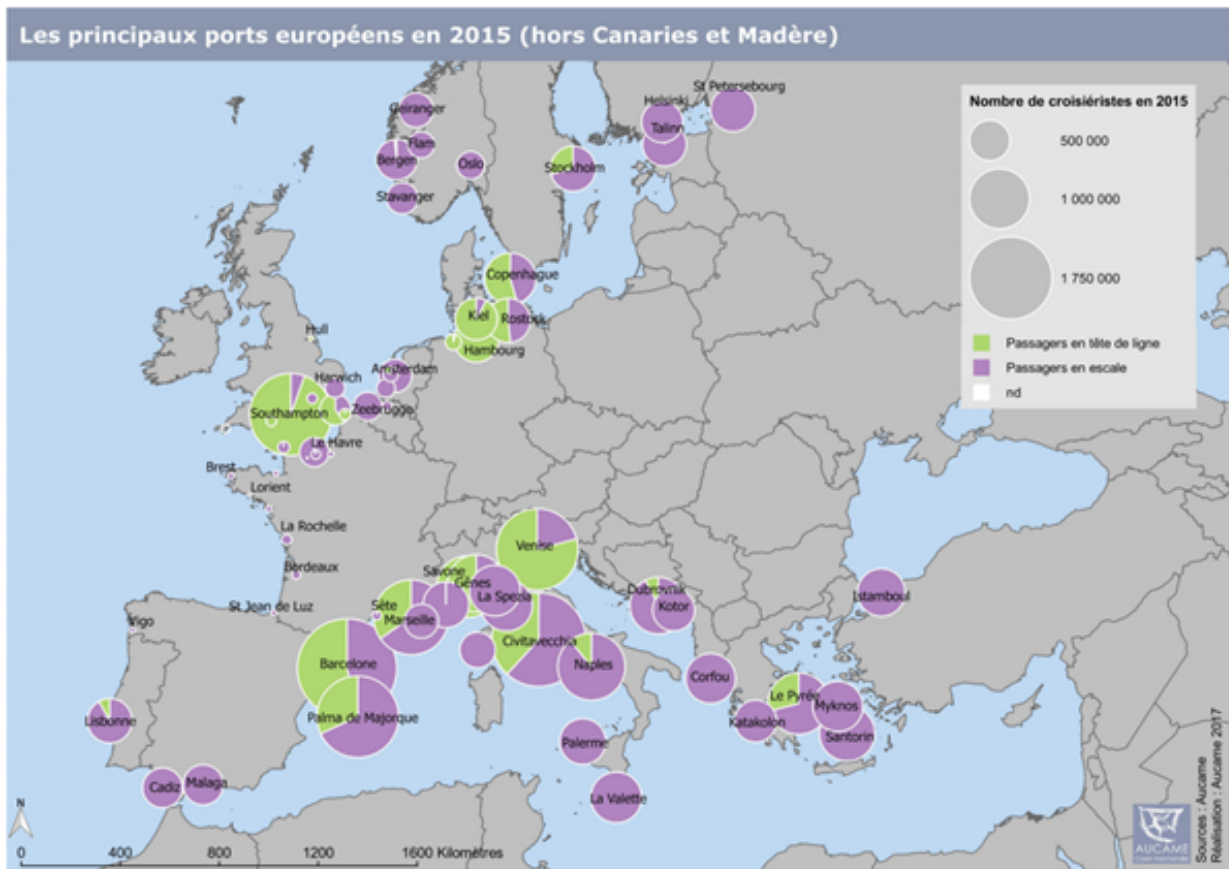 Les principaux ports européens en 2015 (hors Canaries et Madère)
Nombre de croisiéristes en 2015
500 000
1 000 000
1 750 000
Passagers en tête de ligne
Passagers en escale
nd
St Petersebourg
Helsinki
Talinn
Geiranger
Flam
Bergen
Oslo
Stavanger
Stockholm
Copenhague
Kiel
Rostock
Hambourg
Hull
Harwich
Amsterdam
Southampton
Zeebruggo
Le Havre
Brest
Lorient
La Rochelle
Bordeaux
St Jean de Luz
Vigo
Venise
Savone
Gênes
La Spezia
Sète
Marseille
Dubrovnik
Kotor
Istamboul
Civitavecchia
Barcelone
Naples
Corfou
Palma de Majorque
Lisbonne
Le Pyrée
Myknos
Katakolon
Santorin
Palerme
Cadiz
Malaga
La Valette
N
0 400 800 1200 1600 Kilomètres
AUCAME
Caen Normandie
Sources : Aucame
Réalisation : Aucame 2017